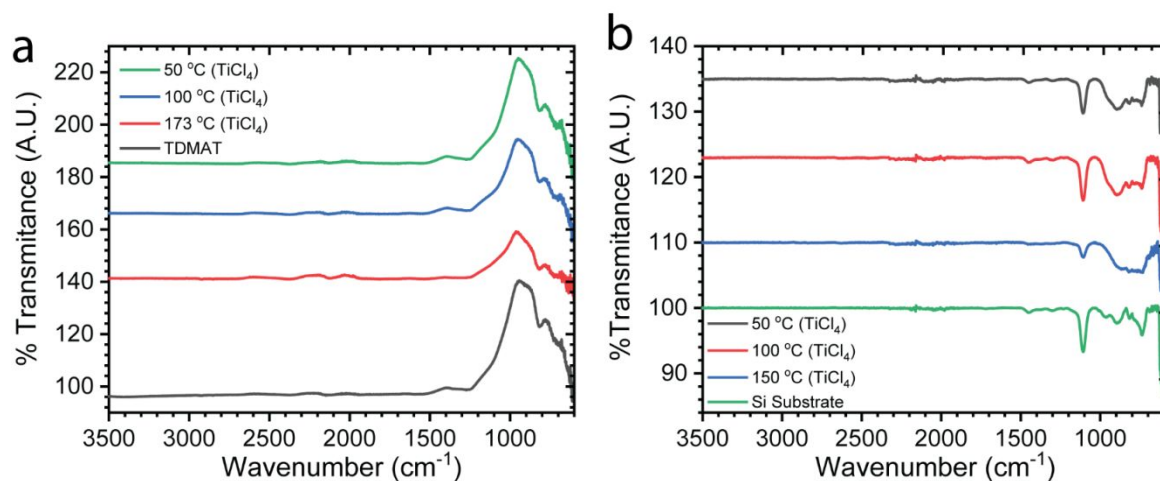 a
% Transmitance (A.U.)
220
200
180
160
140
120
100
50 °C (TiCl₄)
100 °C (TiCl₄)
173 °C (TiCl₄)
TDMAT
3500 3000 2500 2000 1500 1000
Wavenumber (cm⁻¹)
b
%Transmitance (A.U.)
140
130
120
110
100
90
50 °C (TiCl₄)
100 °C (TiCl₄)
150 °C (TiCl₄)
Si Substrate
3500 3000 2500 2000 1500 1000
Wavenumber (cm⁻¹)